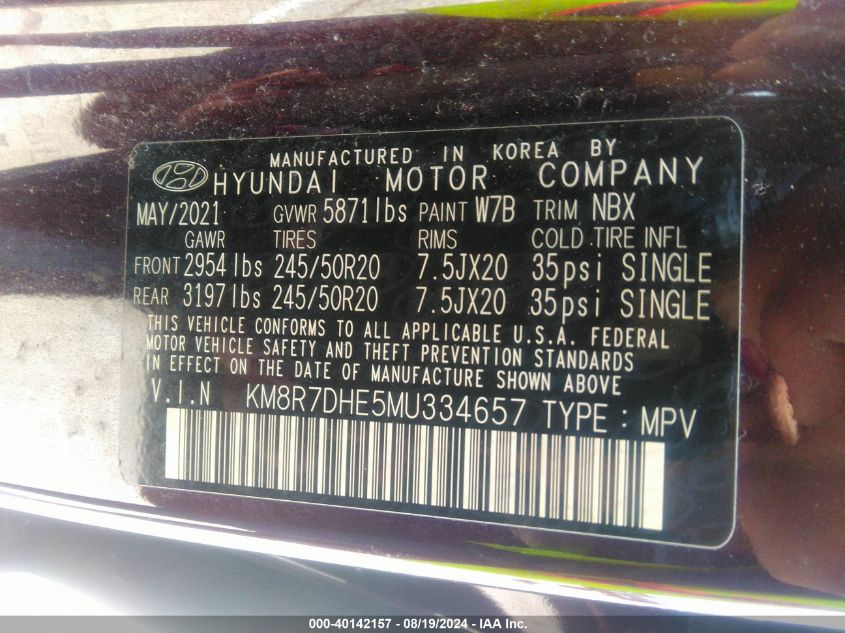 MANUFACTURED IN KOREA BY
HYUNDAI MOTOR COMPANY
MAY/2021 GVWR 5871lbs PAINT W7B TRIM NBX
GAWR TIRES RIMS COLD TIRE INFL
FRONT 2954lbs 245/50R20 7.5JX20 35psi SINGLE
REAR 3197lbs 245/50R20 7.5JX20 35psi SINGLE
THIS VEHICLE CONFORMS TO ALL APPLICABLE U.S.A. FEDERAL
MOTOR VEHICLE SAFETY AND THEFT PREVENTION STANDARDS
IN EFFECT ON THE DATE OF MANUFACTURE SHOWN ABOVE
V.I.N KM8R7DHE5MU334657 TYPE : MPV
000-40142157 - 08/19/2024 - IAA Inc.